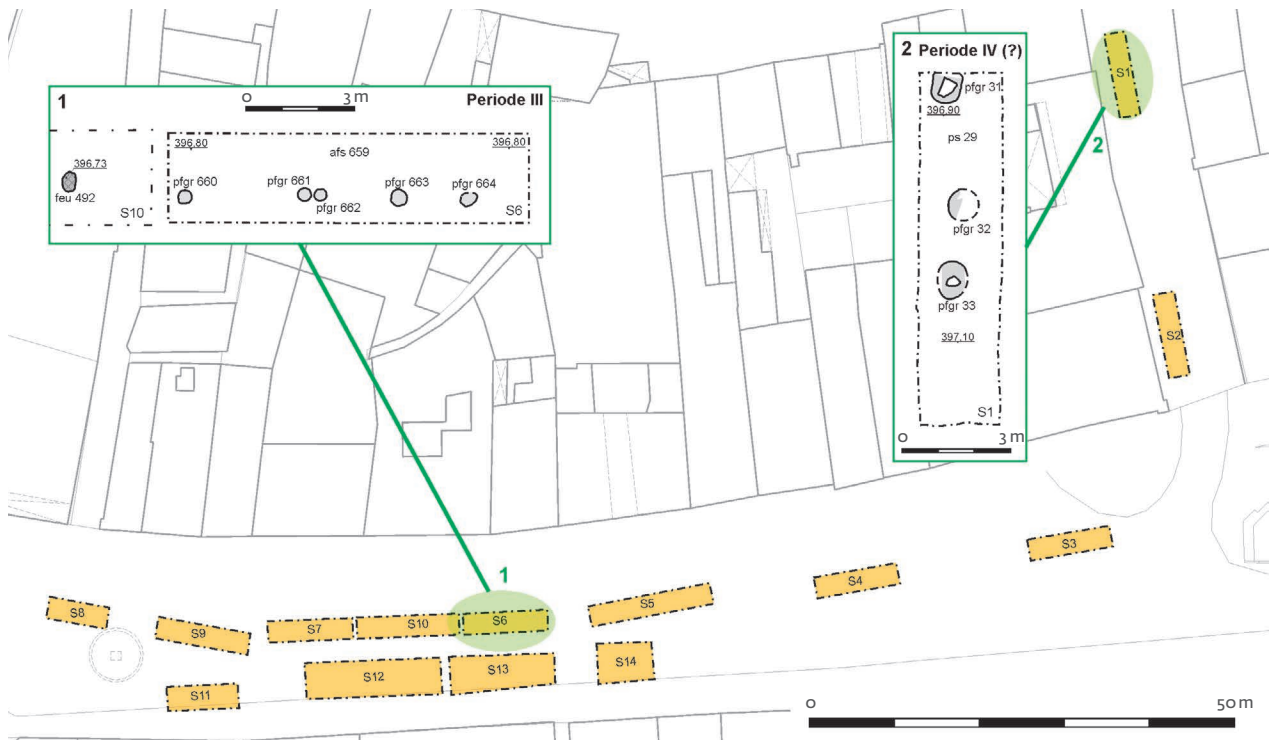 1
0 3 m
Periode III
396.73
feu 492
S10
396.80
afs 659
396.80
pfgr 660
pfgr 661
pfgr 662
pfgr 663
pfgr 664
S6
2 Periode IV (?)
pfgr 31
396.90
ps 29
pfgr 32
pfgr 33
397.10
S1
0 3 m
S1
2
S2
S3
S4
S5
1
S6
S10
S7
S9
S8
S11
S12
S13
S14
0 50 m